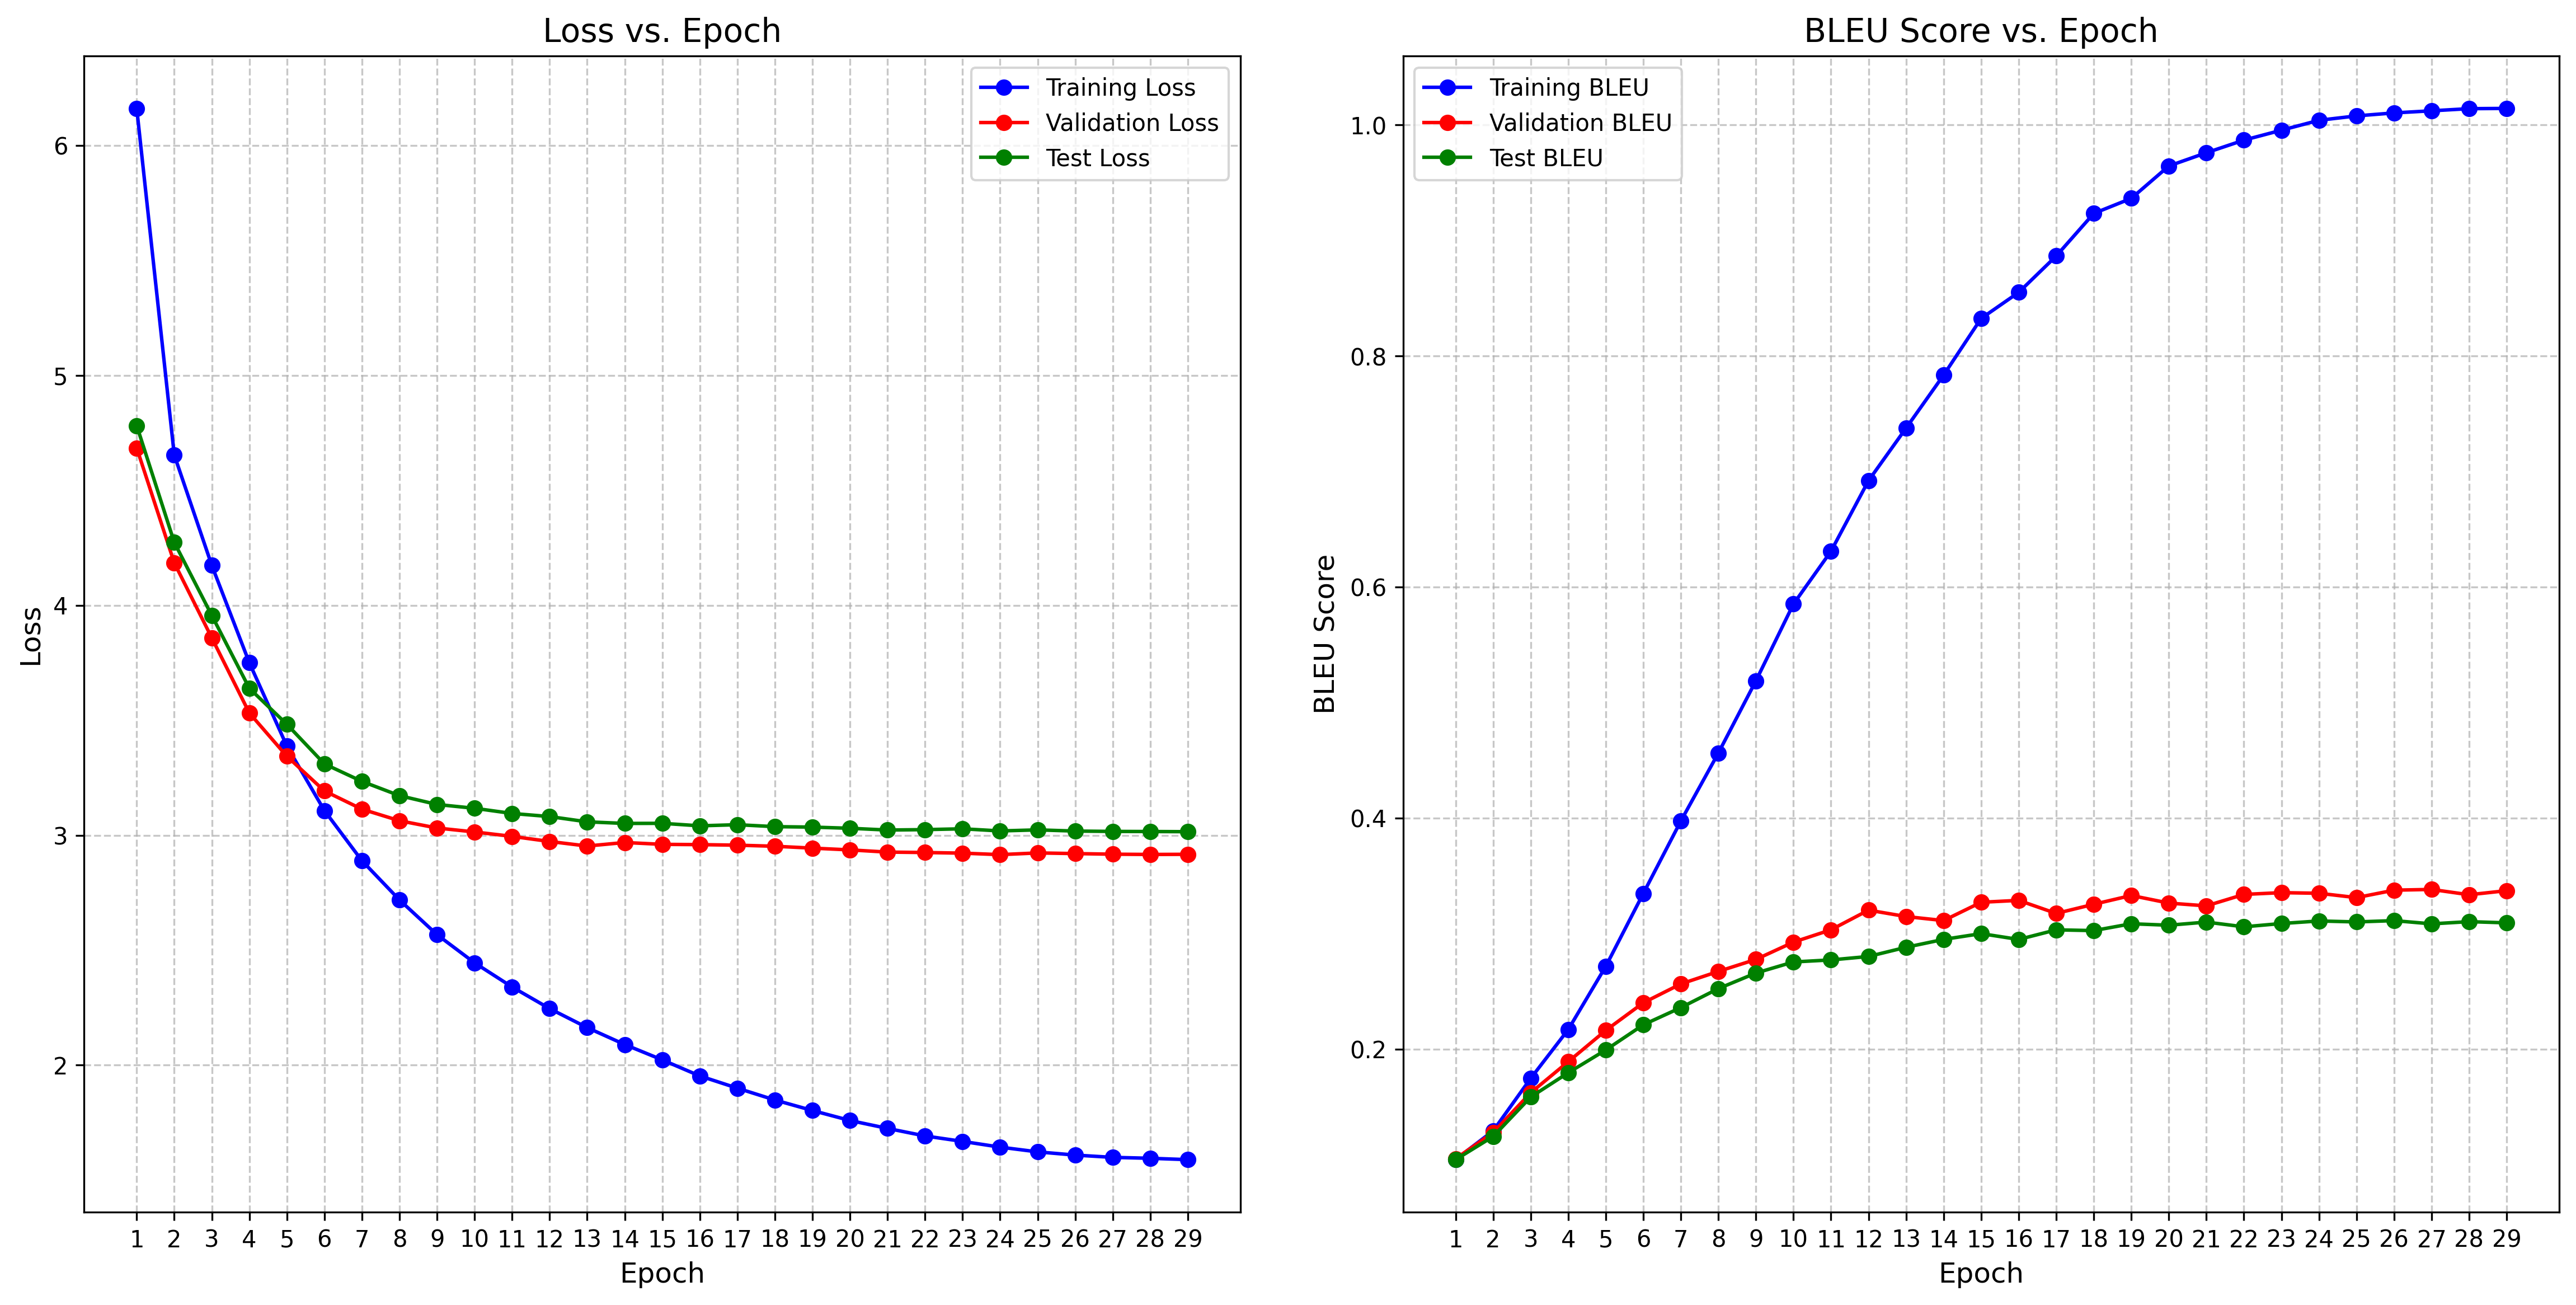 Loss vs. Epoch
Training Loss
Validation Loss
Test Loss
6
5
4
3
2
Loss
1 2 3 4 5 6 7 8 9 10 11 12 13 14 15 16 17 18 19 20 21 22 23 24 25 26 27 28 29
Epoch
BLEU Score vs. Epoch
Training BLEU
Validation BLEU
Test BLEU
1.0
0.8
0.6
0.4
0.2
BLEU Score
1 2 3 4 5 6 7 8 9 10 11 12 13 14 15 16 17 18 19 20 21 22 23 24 25 26 27 28 29
Epoch